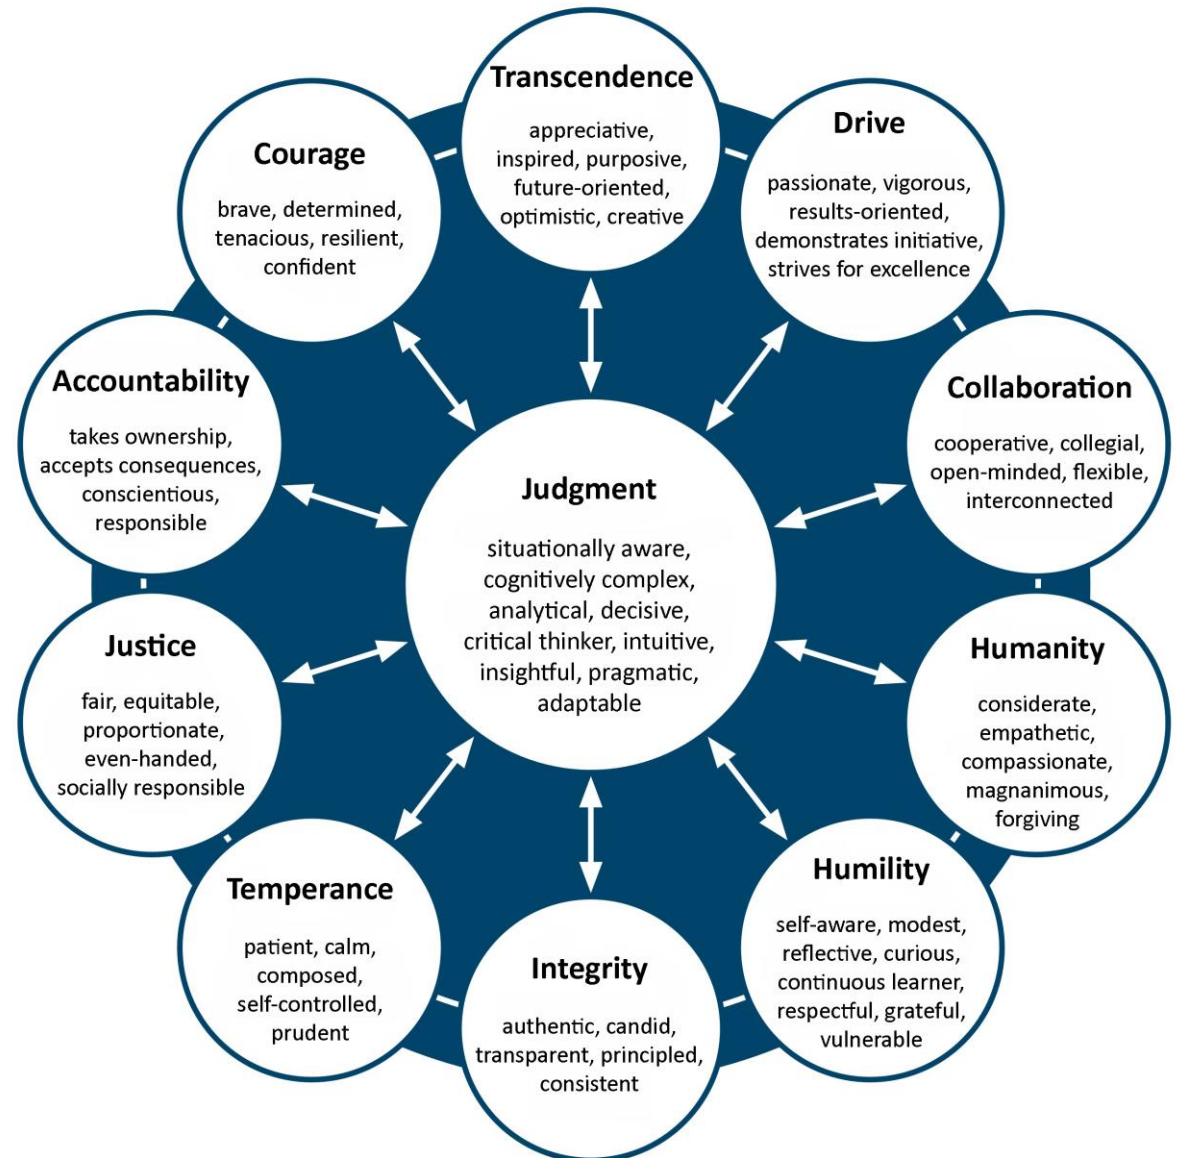 Transcendence
appreciative,
inspired, purposive,
future-oriented,
optimistic, creative
Drive
passionate, vigorous,
results-oriented,
demonstrates initiative,
strives for excellence
Collaboration
cooperative, collegial,
open-minded, flexible,
interconnected
Humanity
considerate,
empathetic,
compassionate,
magnanimous,
forgiving
Humility
self-aware, modest,
reflective, curious,
continuous learner,
respectful, grateful,
vulnerable
Integrity
authentic, candid,
transparent, principled,
consistent
Temperance
patient, calm,
composed,
self-controlled,
prudent
Justice
fair, equitable,
proportionate,
even-handed,
socially responsible
Accountability
takes ownership,
accepts consequences,
conscientious,
responsible
Courage
brave, determined,
tenacious, resilient,
confident
Judgment
situationally aware,
cognitively complex,
analytical, decisive,
critical thinker, intuitive,
insightful, pragmatic,
adaptable